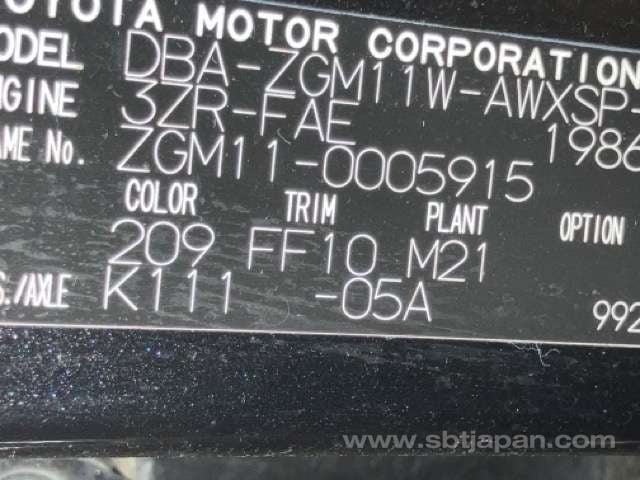 TOYOTA MOTOR CORPORATION
MODEL DBA-ZGM11W-AWXSP
ENGINE 3ZR-FAE 1986
FRAME No. ZGM11-0005915
COLOR TRIM PLANT OPTION
209 FF10 M21
S./AXLE K111 -05A 992
www.sbtjapan.com